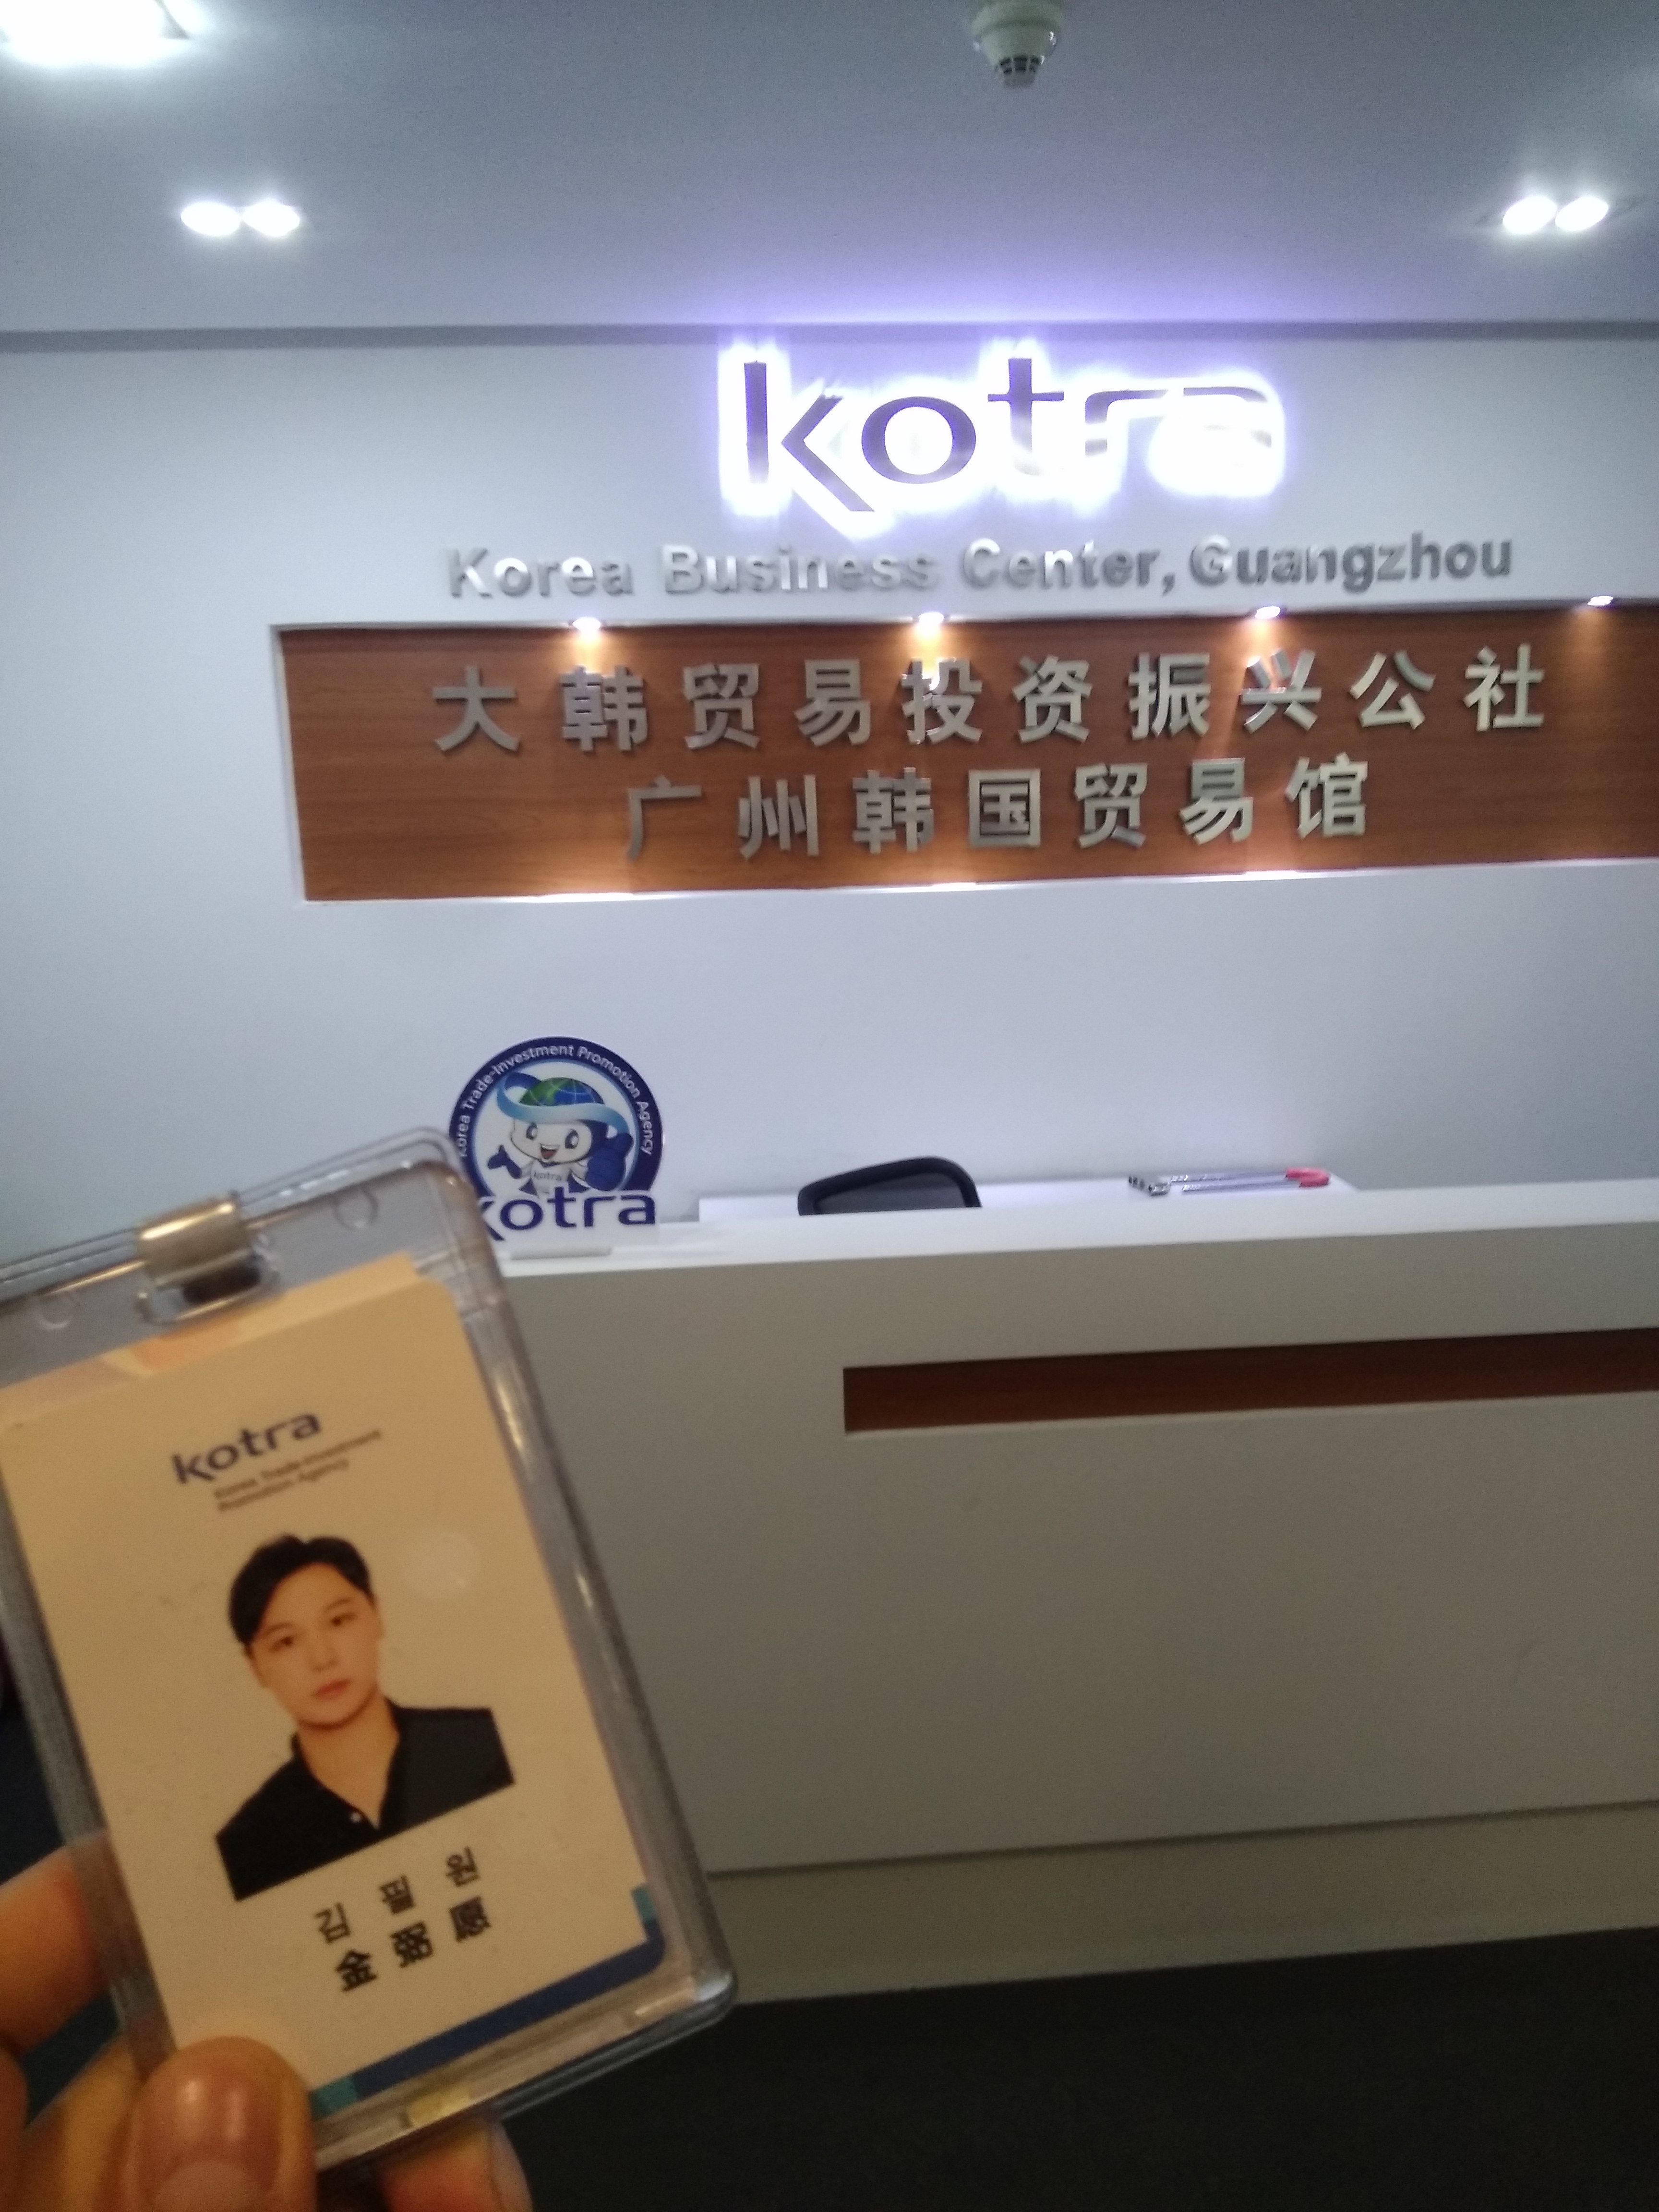 kotra
Korea Business Center, Guangzhou
大韩贸易投资振兴公社
广州韩国贸易馆
Korea Trade-Investment Promotion Agency
kotra
kotra
kotra
Korea Trade-Investment
Promotion Agency
김필원
金弼愿